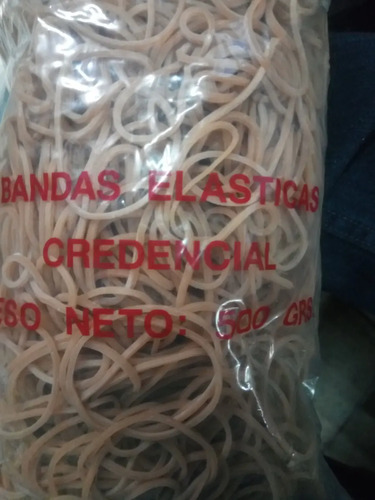 BANDAS ELASTICAS
CREDENCIAL
ESO NETO: 500 GRS.